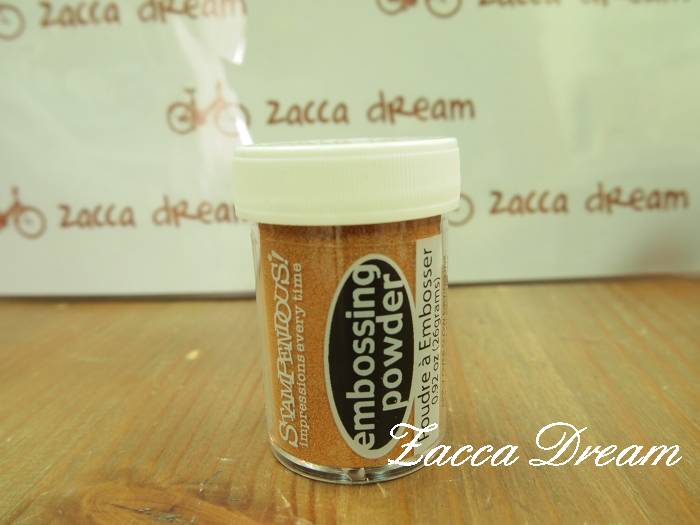 zacca dream
zacca dream
zacca dream
zacca dream
STAMPENDOUS!
impressions every time
embossing
powder
Poudre à Embosser
0.92 oz (26grams)
Zacca Dream